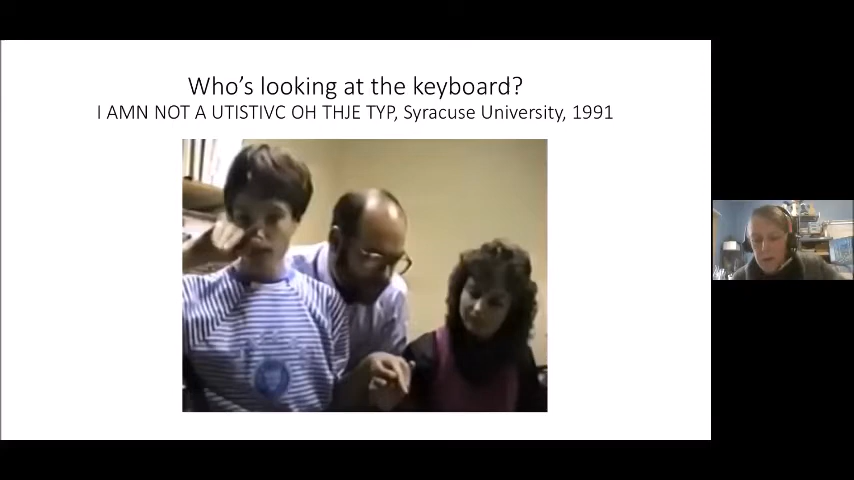 Who's looking at the keyboard?
I AMN NOT A UTISTIVC OH THJE TYP, Syracuse University, 1991